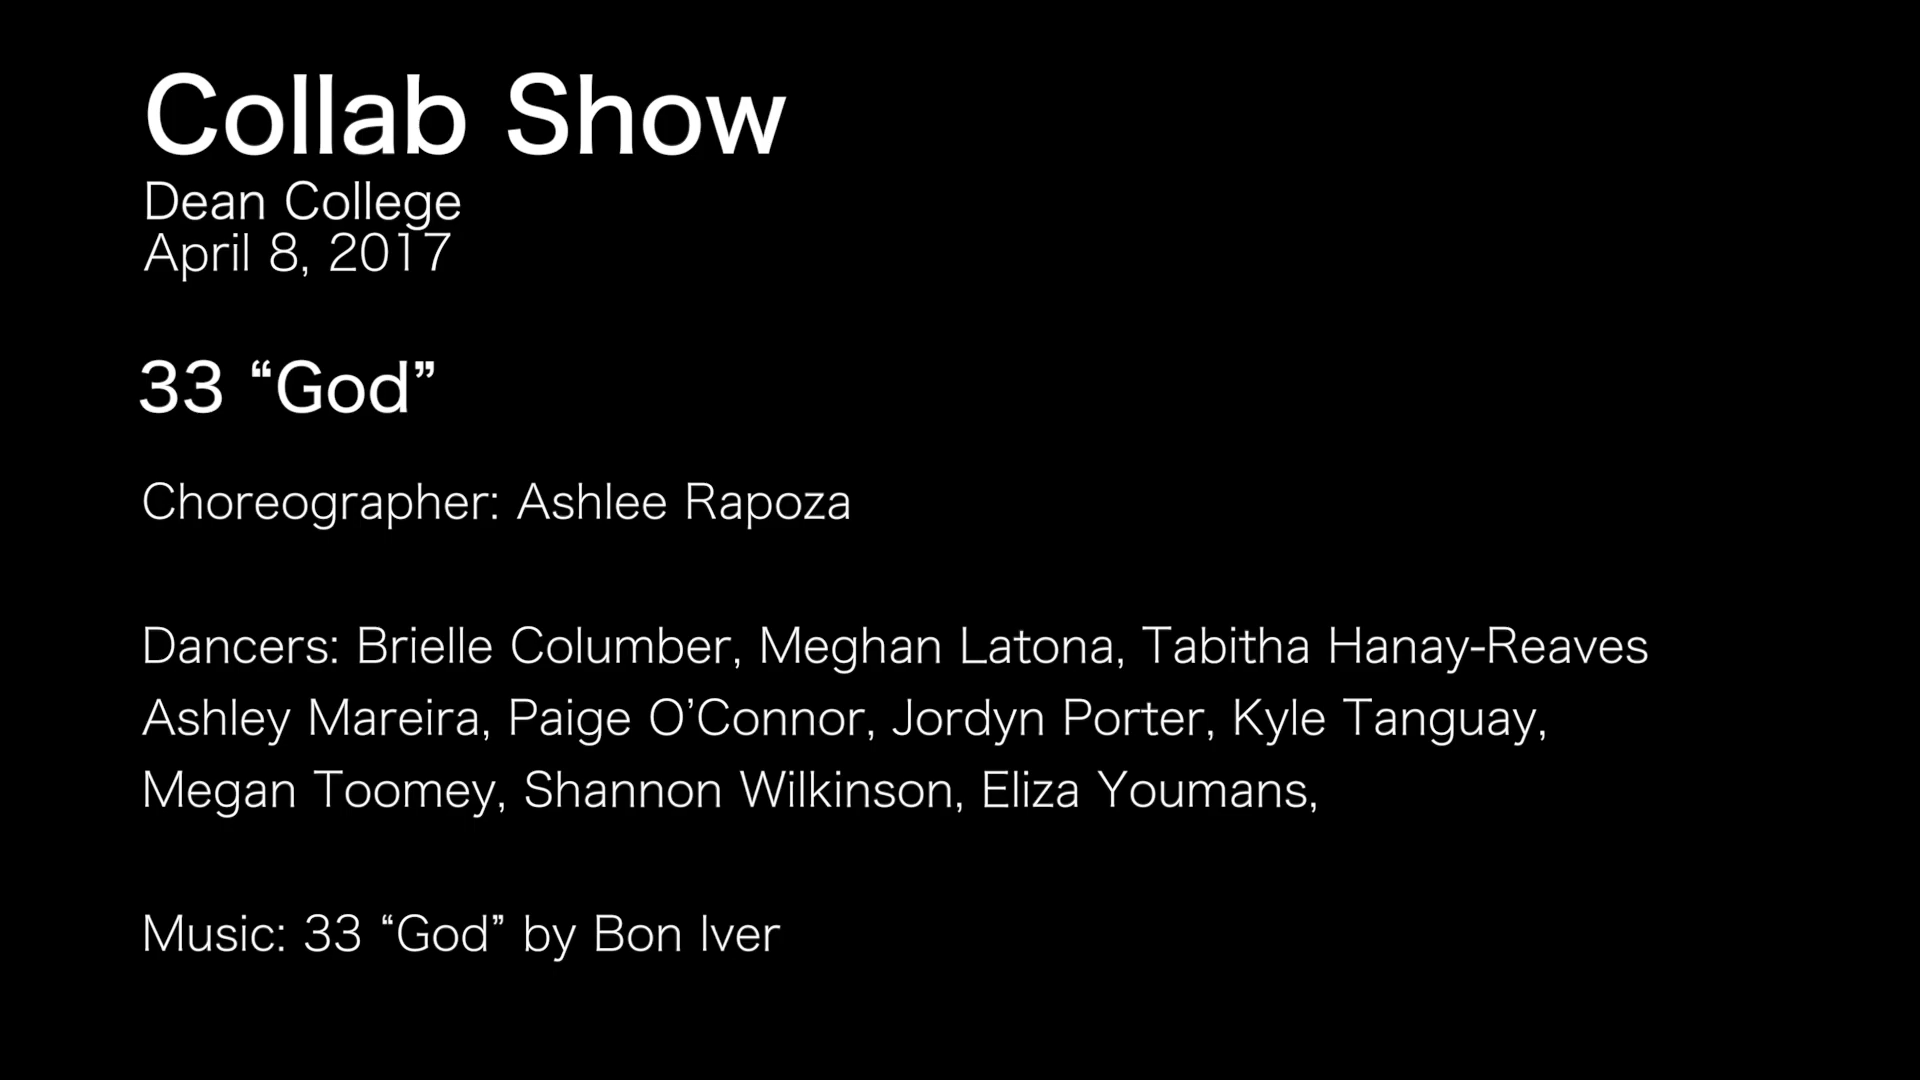 Collab Show
Dean College
April 8, 2017
33 “God”
Choreographer: Ashlee Rapoza
Dancers: Brielle Columber, Meghan Latona, Tabitha Hanay-Reaves
Ashley Mareira, Paige O’Connor, Jordyn Porter, Kyle Tanguay,
Megan Toomey, Shannon Wilkinson, Eliza Youmans,
Music: 33 “God” by Bon Iver